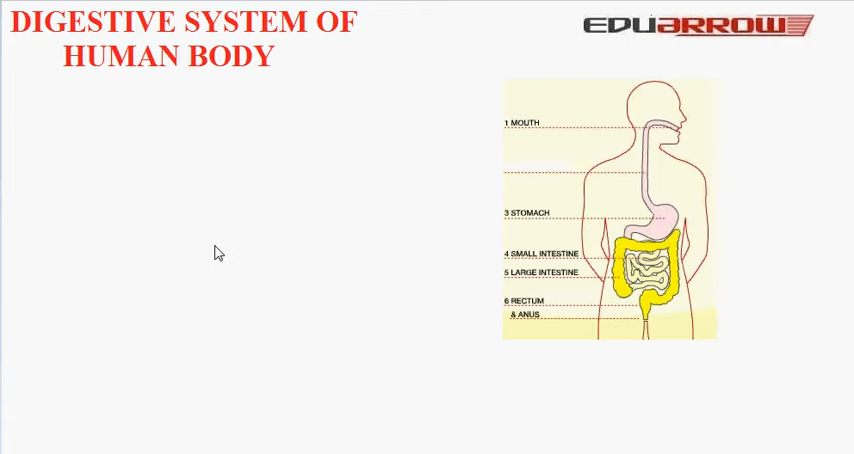 DIGESTIVE SYSTEM OF
HUMAN BODY
EDUARROW
1 MOUTH
3 STOMACH
4 SMALL INTESTINE
5 LARGE INTESTINE
6 RECTUM
& ANUS